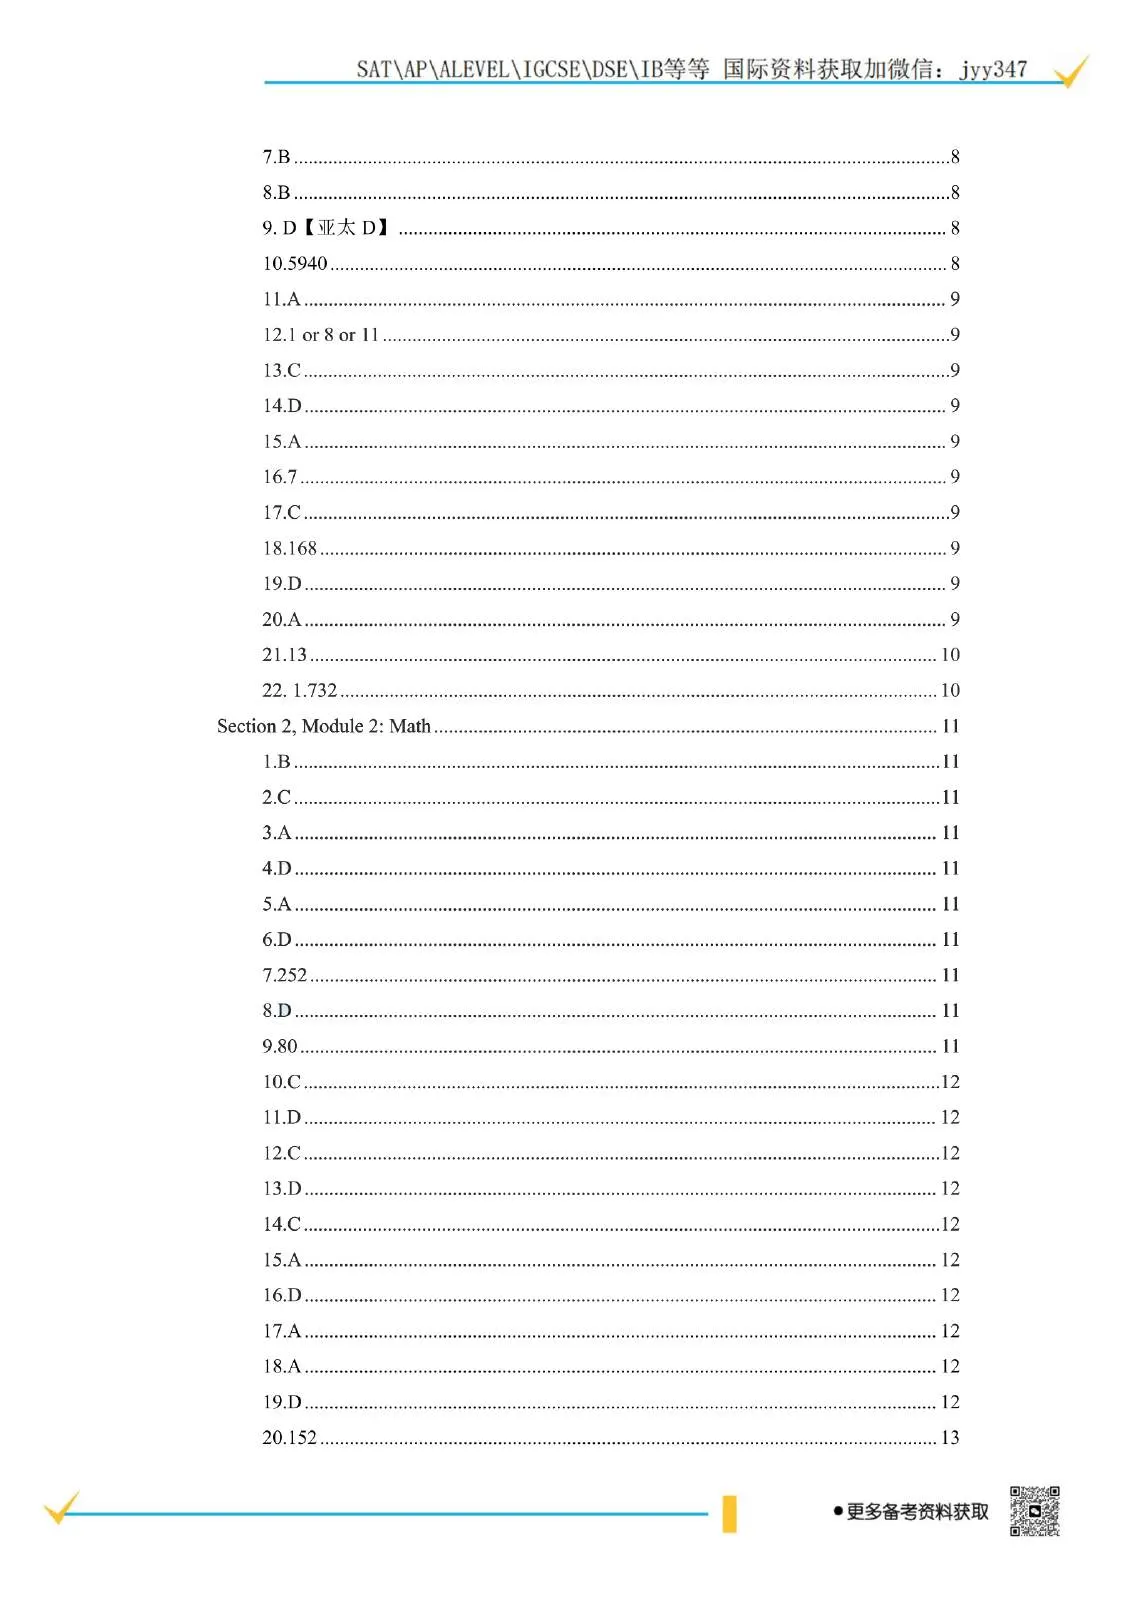 SAT\AP\ALEVEL\IGCSE\DSE\IB等等 国际资料获取加微信：jyy347
7.B........8
8.B........8
9. D【亚太 D】........8
10.5940........8
11.A........9
12.1 or 8 or 11........9
13.C........9
14.D........9
15.A........9
16.7........9
17.C........9
18.168........9
19.D........9
20.A........9
21.13........10
22. 1.732........10
Section 2, Module 2: Math........11
1.B........11
2.C........11
3.A........11
4.D........11
5.A........11
6.D........11
7.252........11
8.D........11
9.80........11
10.C........12
11.D........12
12.C........12
13.D........12
14.C........12
15.A........12
16.D........12
17.A........12
18.A........12
19.D........12
20.152........13
●更多备考资料获取